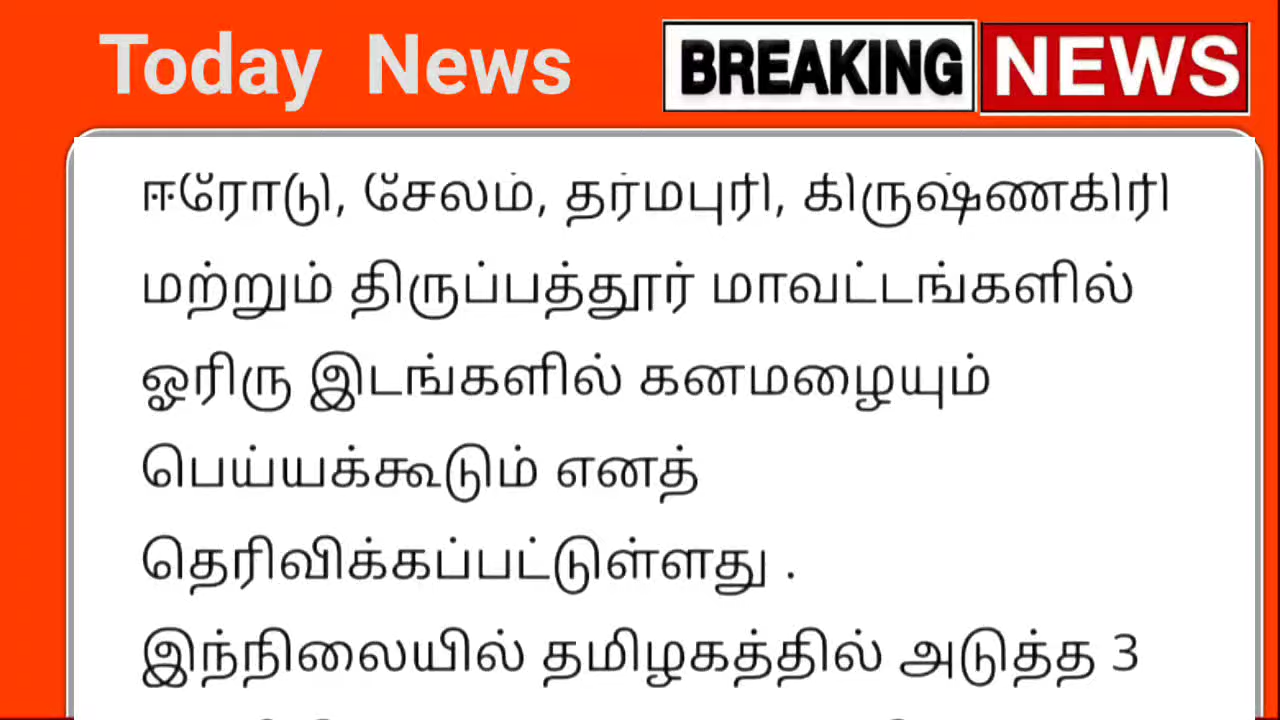 Today News
BREAKING NEWS
ஈரோடு, சேலம், தர்மபுரி, கிருஷ்ணகிரி
மற்றும் திருப்பத்தூர் மாவட்டங்களில்
ஓரிரு இடங்களில் கனமழையும்
பெய்யக்கூடும் எனத்
தெரிவிக்கப்பட்டுள்ளது .
இந்நிலையில் தமிழகத்தில் அடுத்த 3